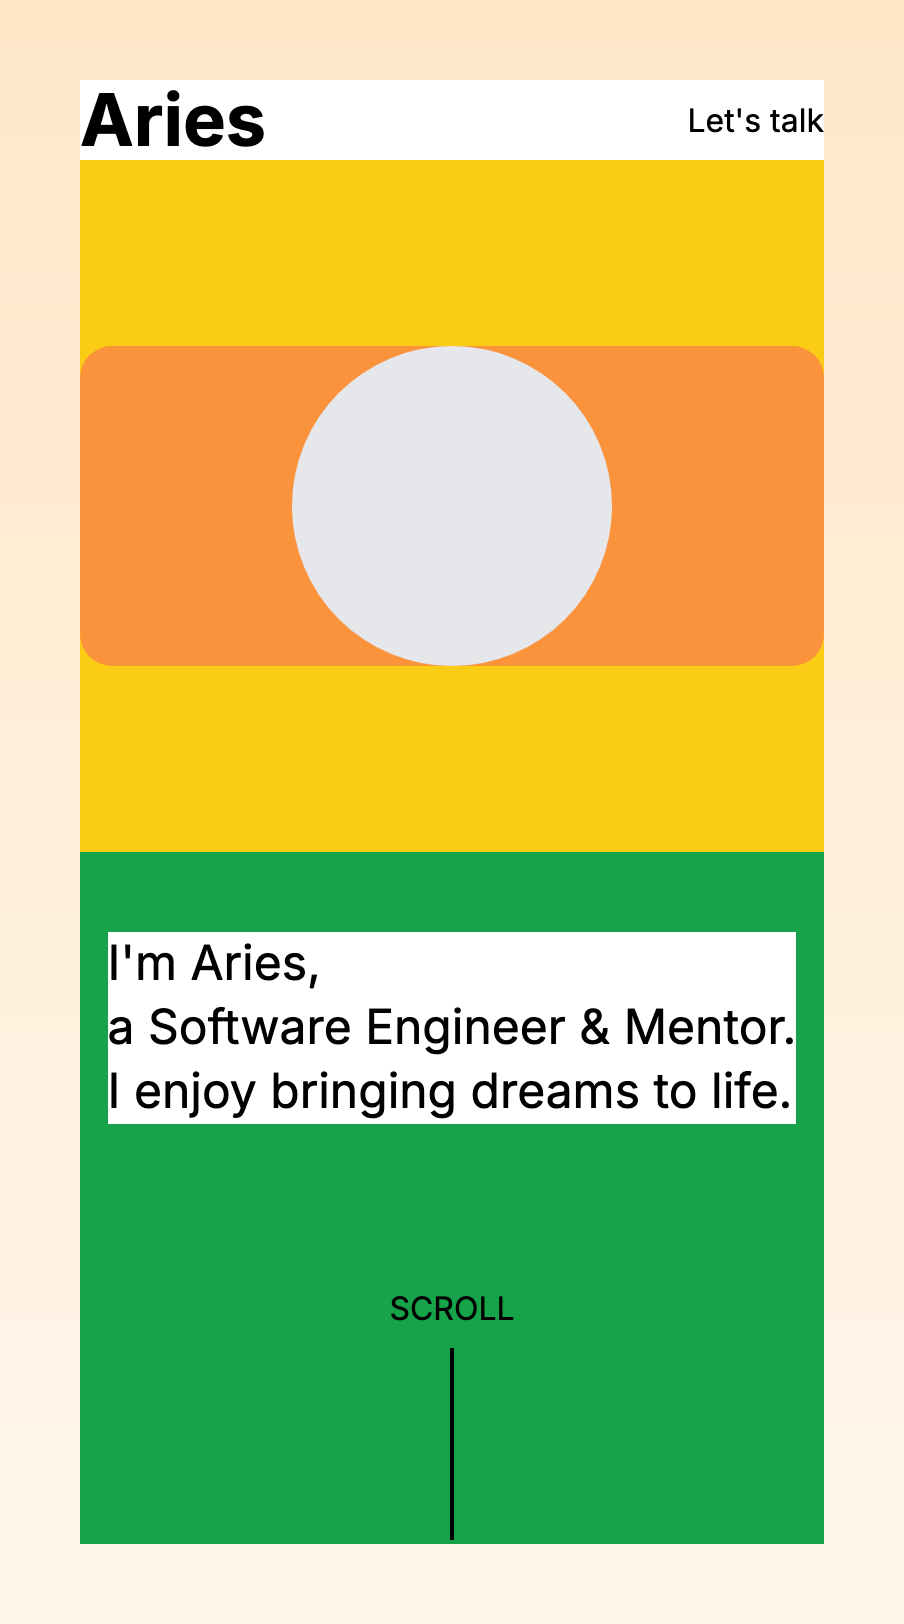 Aries
Let's talk
I'm Aries,
a Software Engineer & Mentor.
I enjoy bringing dreams to life.
SCROLL